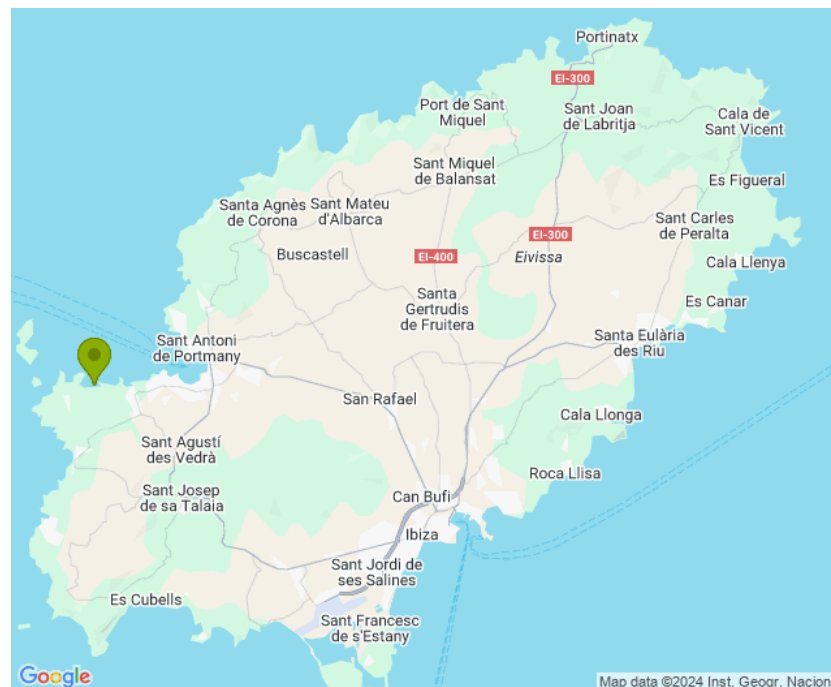 Portinatx
EI-300
Port de Sant
Miquel
Sant Joan
de Labritja
Cala de
Sant Vicent
Sant Miquel
de Balansat
Es Figueral
Santa Agnès
de Corona
Sant Mateu
d'Albarca
Sant Carles
de Peralta
EI-300
Buscastell
EI-400
Eivissa
Cala Llenya
Santa
Gertrudis
de Fruitera
Es Canar
Sant Antoni
de Portmany
Santa Eulària
des Riu
San Rafael
Cala Llonga
Sant Agustí
des Vedrà
Roca Llisa
Sant Josep
de sa Talaia
Can Bufi
Ibiza
Sant Jordi de
ses Salines
Es Cubells
Sant Francesc
de s'Estany
Google
Map data ©2024 Inst. Geogr. Nacion